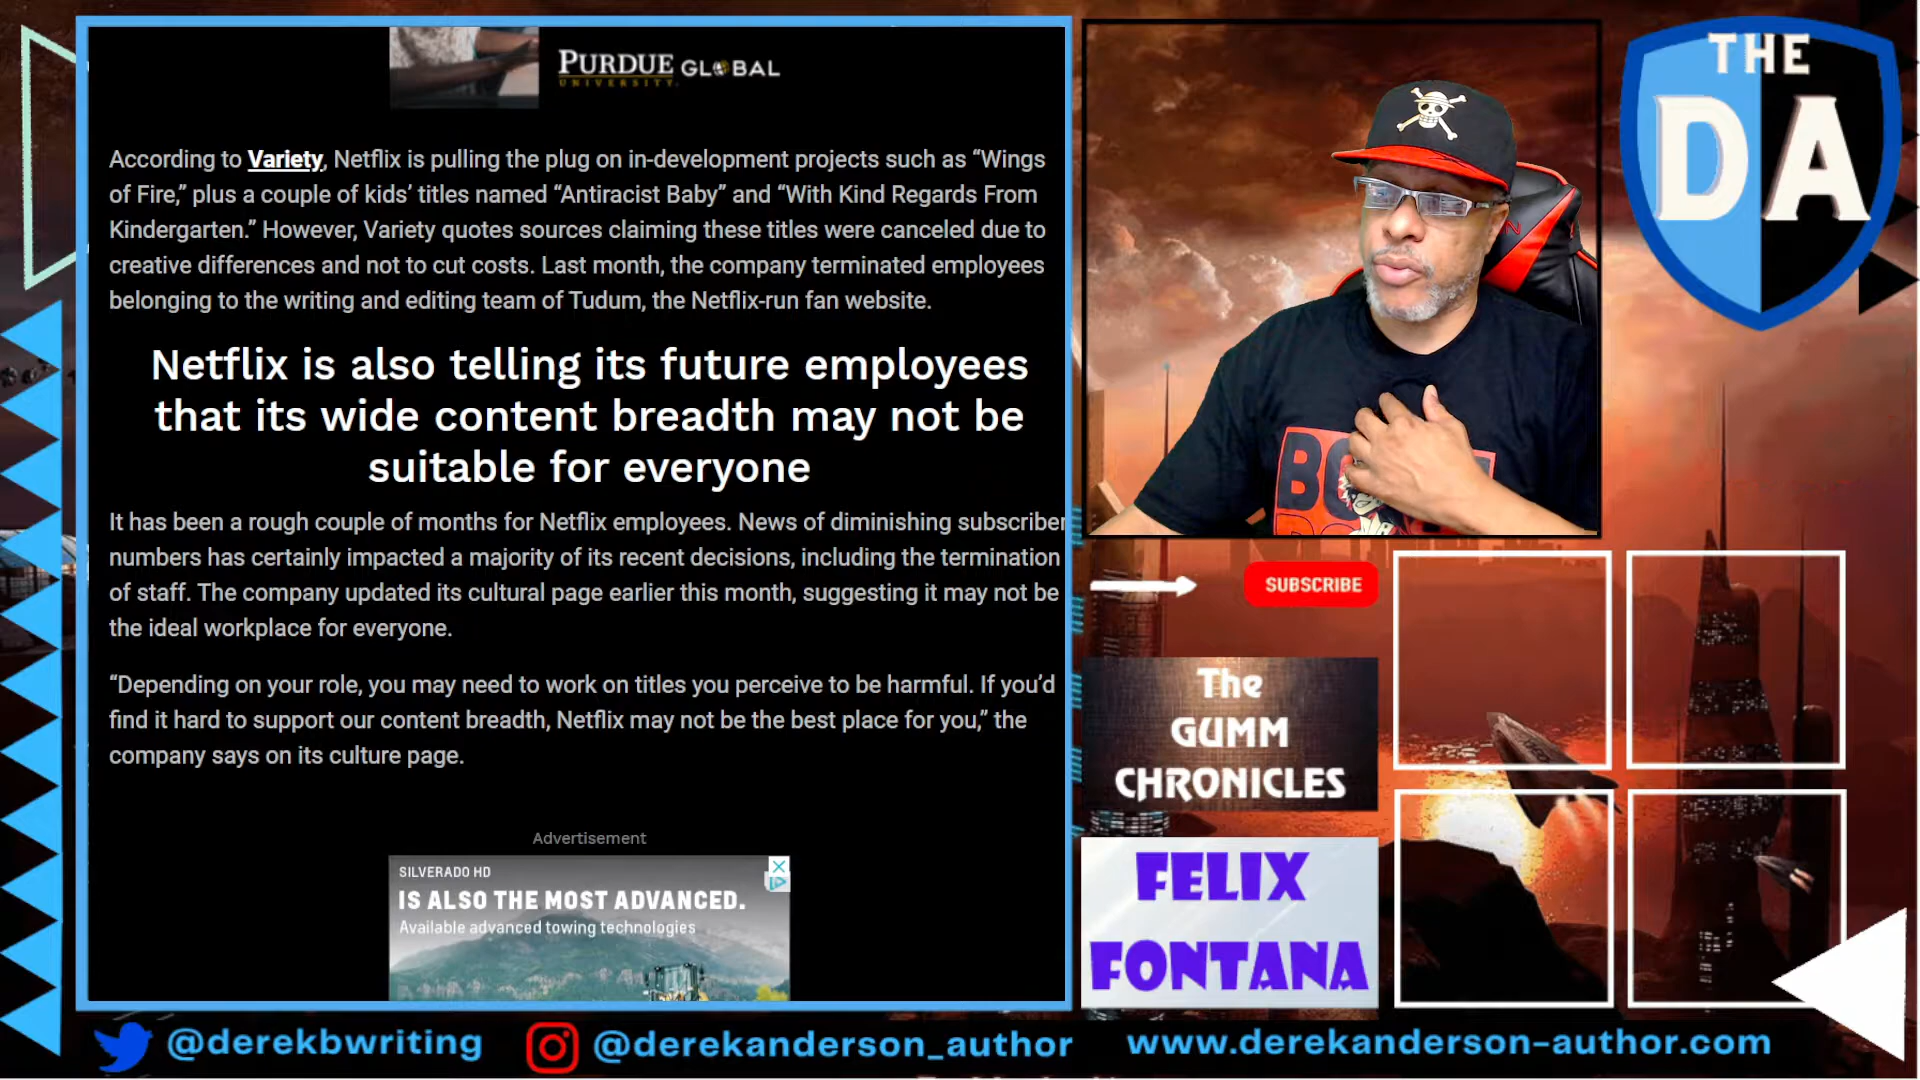 PURDUE GLOBAL
UNIVERSITY.
According to Variety, Netflix is pulling the plug on in-development projects such as “Wings
of Fire,” plus a couple of kids’ titles named “Antiracist Baby” and “With Kind Regards From
Kindergarten.” However, Variety quotes sources claiming these titles were canceled due to
creative differences and not to cut costs. Last month, the company terminated employees
belonging to the writing and editing team of Tudum, the Netflix-run fan website.
Netflix is also telling its future employees
that its wide content breadth may not be
suitable for everyone
It has been a rough couple of months for Netflix employees. News of diminishing subscriber
numbers has certainly impacted a majority of its recent decisions, including the termination
of staff. The company updated its cultural page earlier this month, suggesting it may not be
the ideal workplace for everyone.
“Depending on your role, you may need to work on titles you perceive to be harmful. If you’d
find it hard to support our content breadth, Netflix may not be the best place for you,” the
company says on its culture page.
Advertisement
SILVERADO HD
IS ALSO THE MOST ADVANCED.
Available advanced towing technologies
THE
DA
SUBSCRIBE
The
GUMM
CHRONICLES
FELIX
FONTANA
@derekbwriting
@derekanderson_author
www.derekanderson-author.com